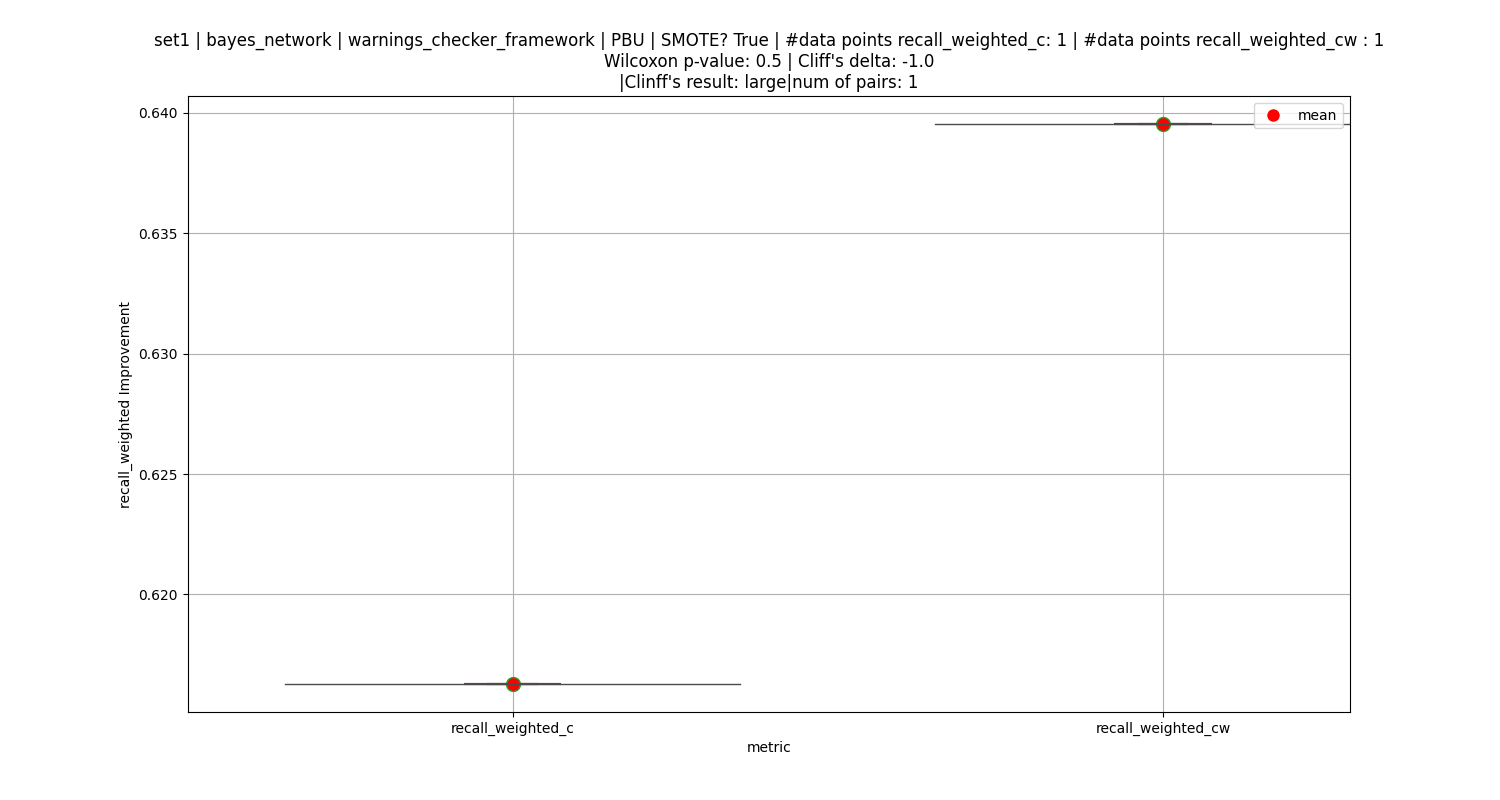 set1 | bayes_network | warnings_checker_framework | PBU | SMOTE? True | #data points recall_weighted_c: 1 | #data points recall_weighted_cw : 1
Wilcoxon p-value: 0.5 | Cliff's delta: -1.0
|Clinff's result: large|num of pairs: 1
mean
0.640
0.635
0.630
0.625
0.620
recall_weighted Improvement
recall_weighted_c
recall_weighted_cw
metric